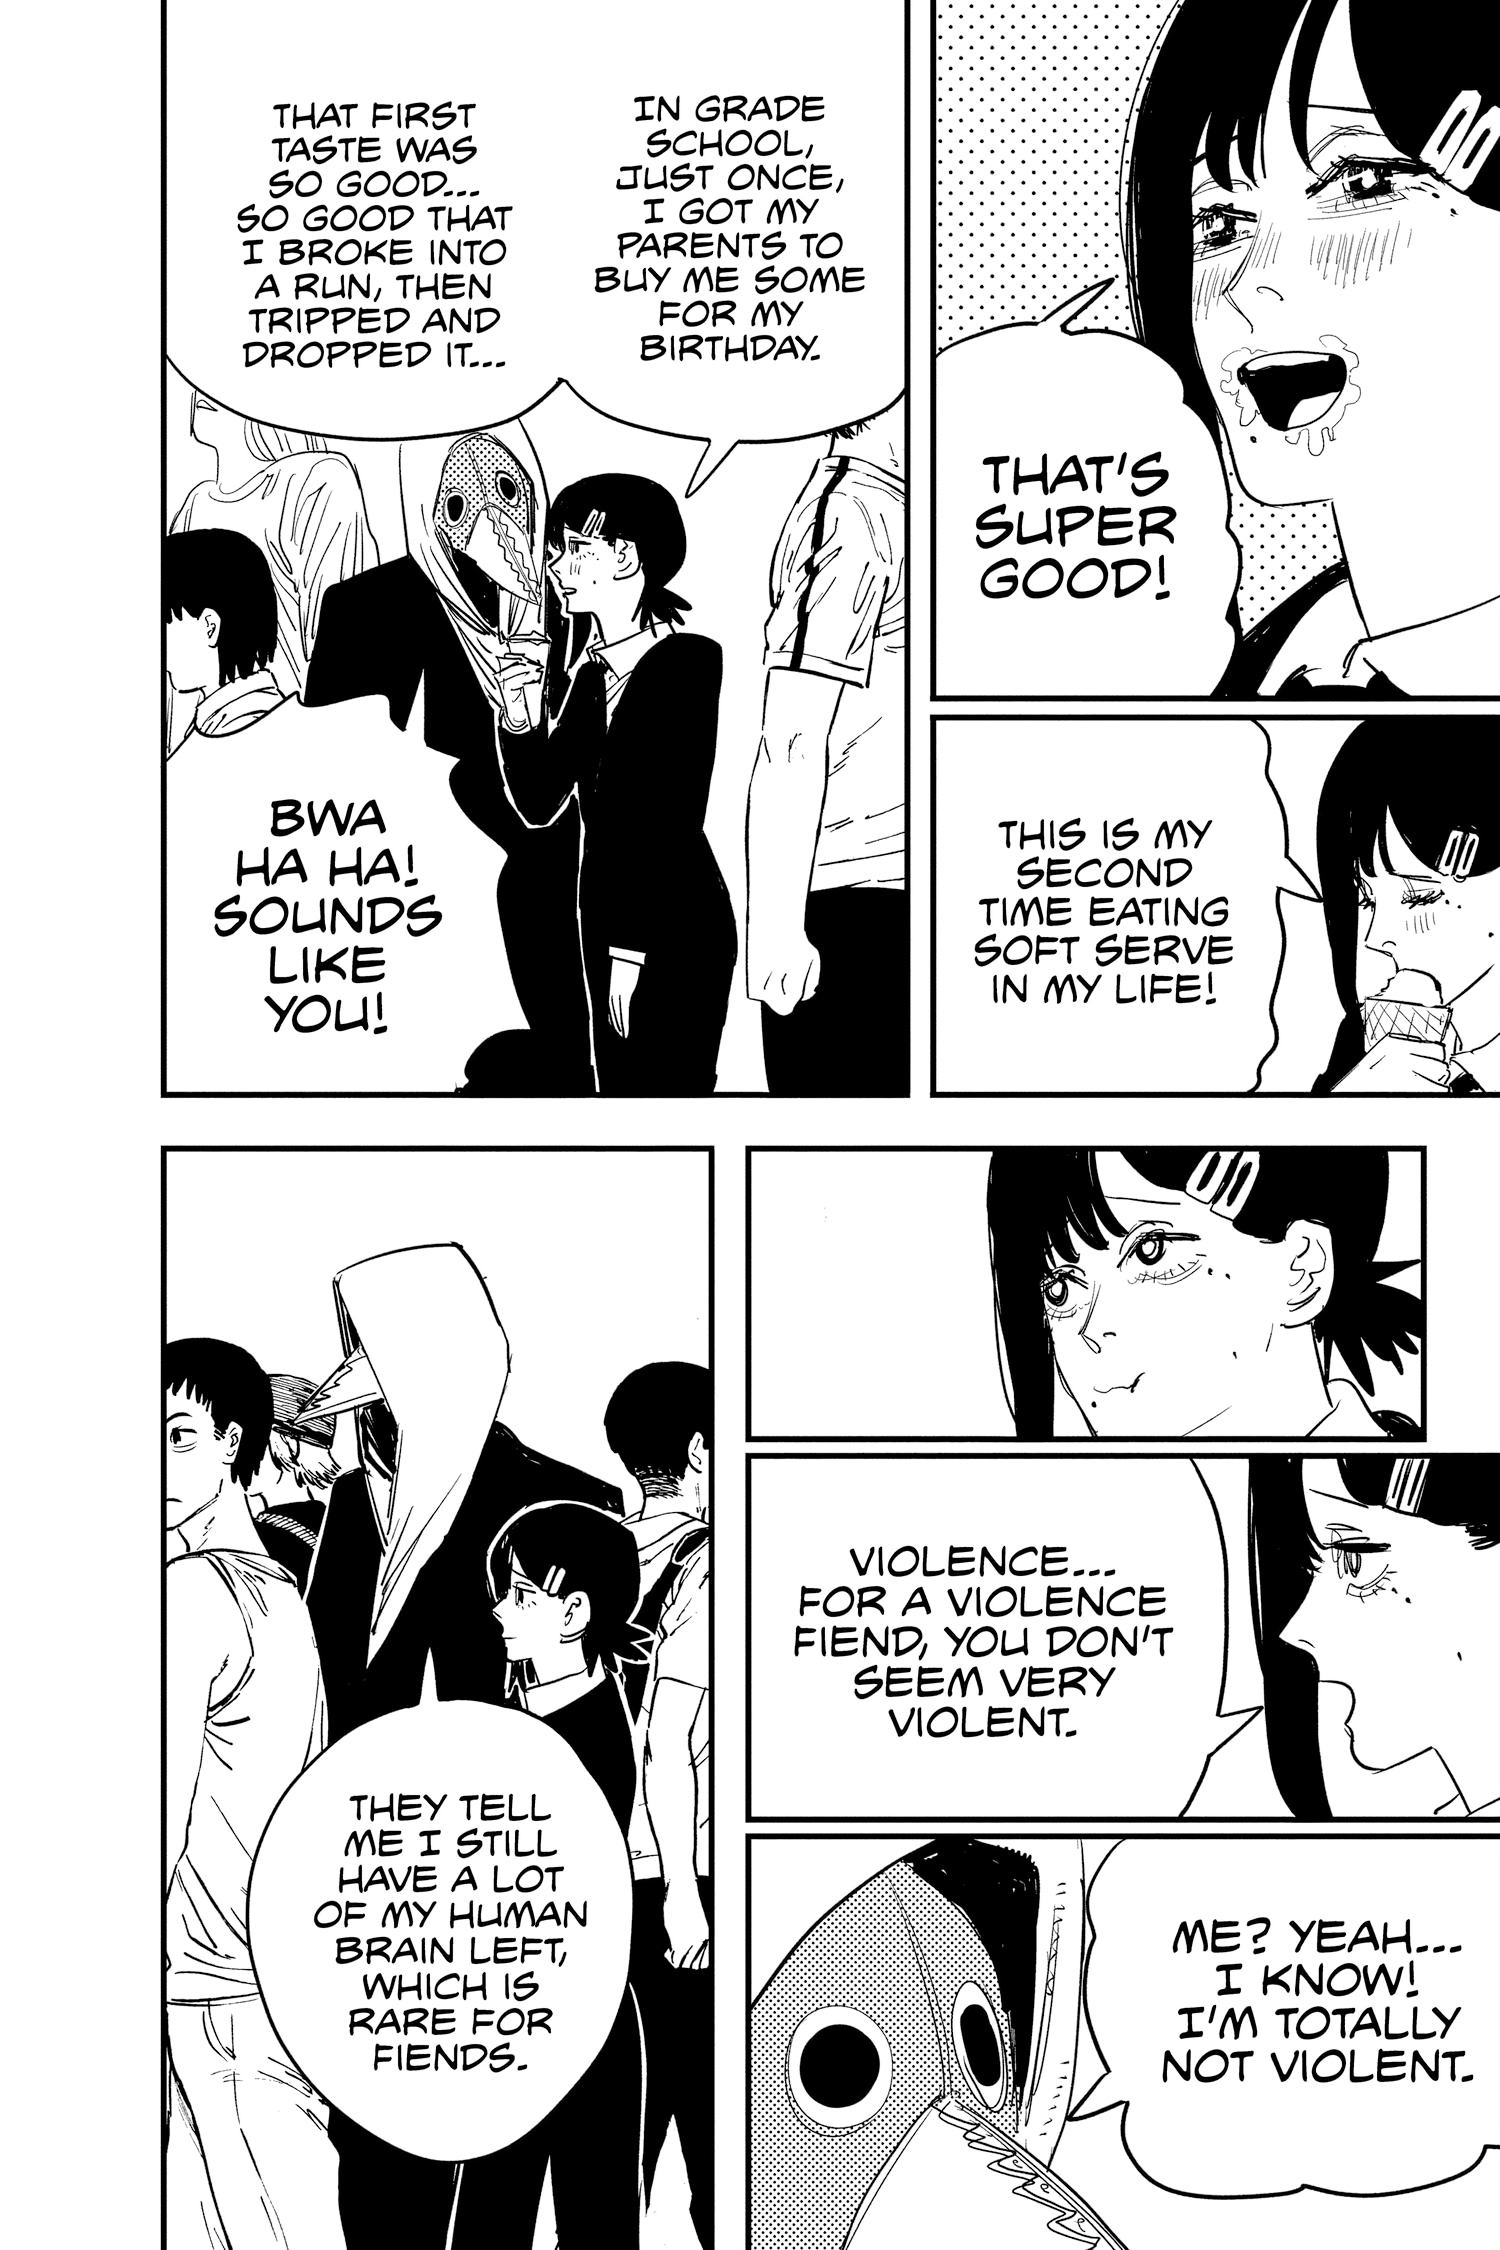 THAT'S
SUPER
GOOD!
THIS IS MY
SECOND
TIME EATING
SOFT SERVE
IN MY LIFE!
IN GRADE
SCHOOL,
JUST ONCE,
I GOT MY
PARENTS TO
BUY ME SOME
FOR MY
BIRTHDAY.
THAT FIRST
TASTE WAS
SO GOOD...
SO GOOD THAT
I BROKE INTO
A RUN, THEN
TRIPPED AND
DROPPED IT...
BWA
HA HA!
SOUNDS
LIKE
YOU!
VIOLENCE...
FOR A VIOLENCE
FIEND, YOU DON'T
SEEM VERY
VIOLENT.
ME? YEAH...
I KNOW!
I'M TOTALLY
NOT VIOLENT.
THEY TELL
ME I STILL
HAVE A LOT
OF MY HUMAN
BRAIN LEFT,
WHICH IS
RARE FOR
FIENDS.